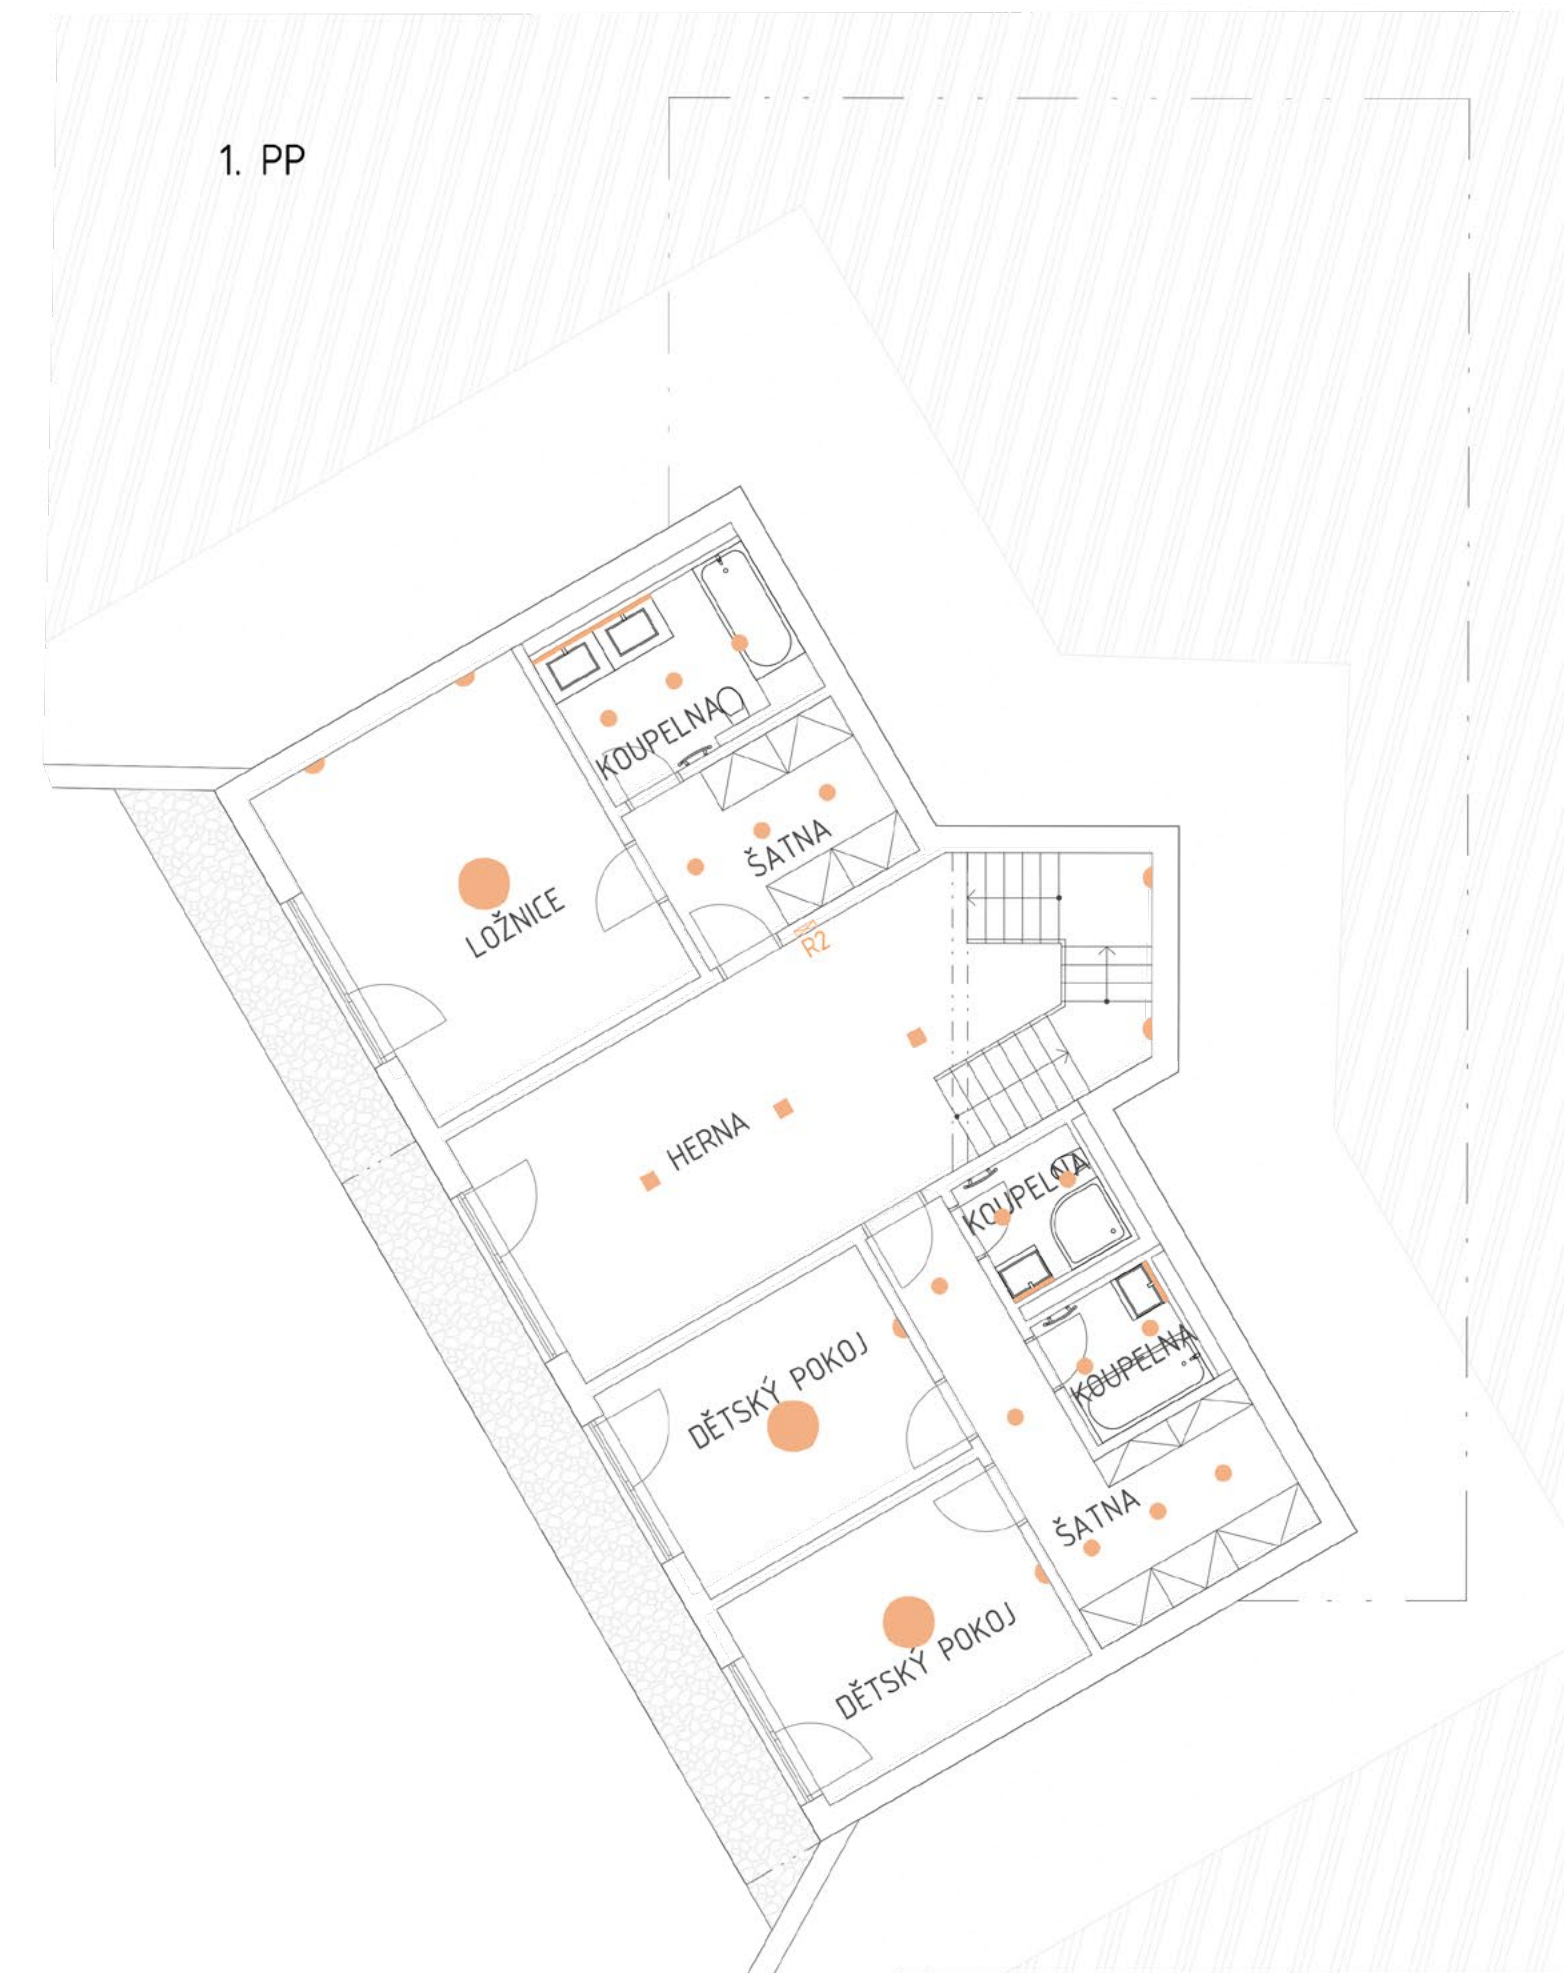 1. PP
KOUPELNA
ŠATNA
LOŽNICE
R2
HERNA
KOUPELNA
DĚTSKÝ POKOJ
KOUPELNA
ŠATNA
DĚTSKÝ POKOJ